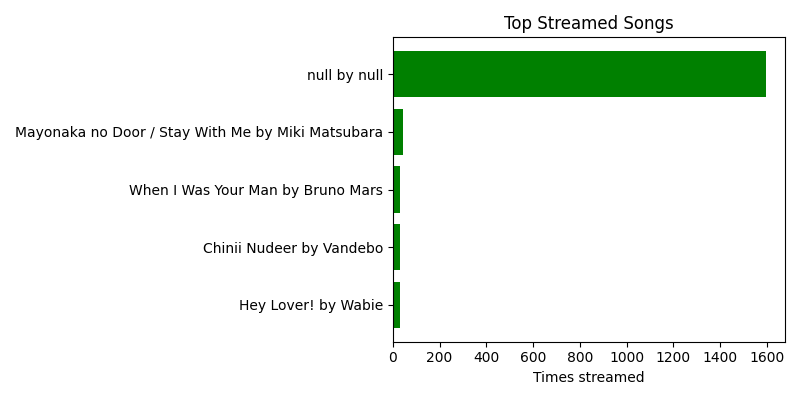 Top Streamed Songs
null by null
Mayonaka no Door / Stay With Me by Miki Matsubara
When I Was Your Man by Bruno Mars
Chinii Nudeer by Vandebo
Hey Lover! by Wabie
0 200 400 600 800 1000 1200 1400 1600
Times streamed